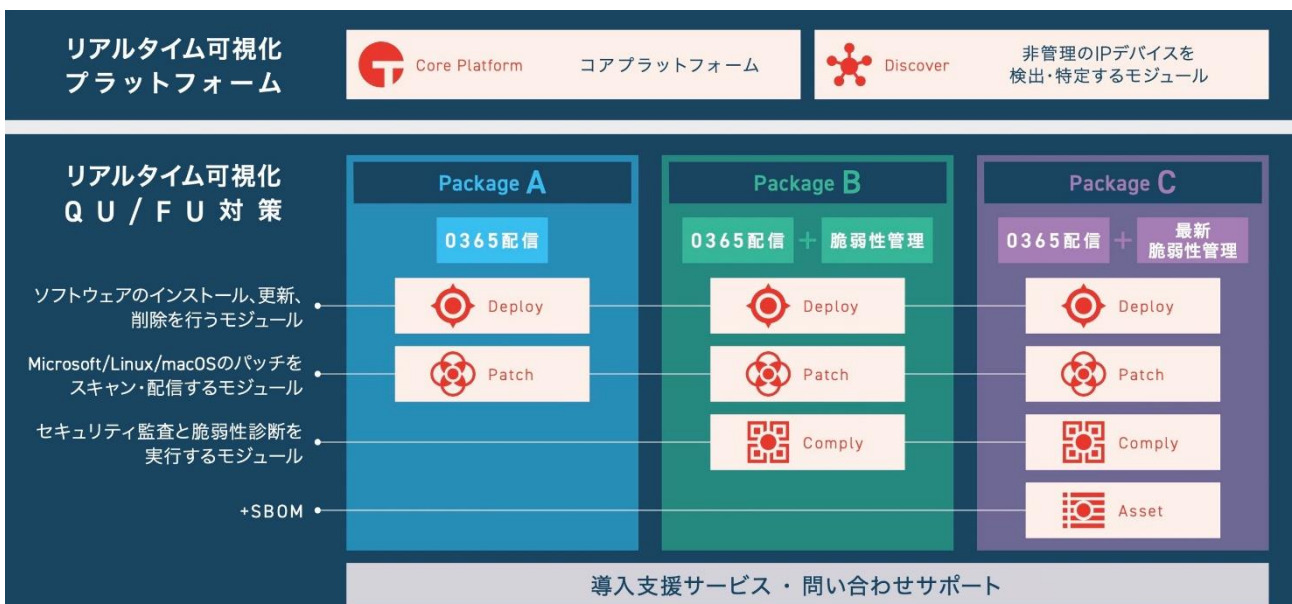 リアルタイム可視化
プラットフォーム
Core Platform コアプラットフォーム
Discover
非管理のIPデバイスを
検出・特定するモジュール
リアルタイム可視化
QU/FU対策
Package A
Package B
Package C
0365配信
0365配信 + 脆弱性管理
0365配信 + 最新
脆弱性管理
ソフトウェアのインストール、更新、
削除を行うモジュール
Deploy
Deploy
Deploy
Microsoft/Linux/macOSのパッチを
スキャン・配信するモジュール
Patch
Patch
Patch
セキュリティ監査と脆弱性診断を
実行するモジュール
Comply
Comply
+SBOM
Asset
導入支援サービス ・ 問い合わせサポート